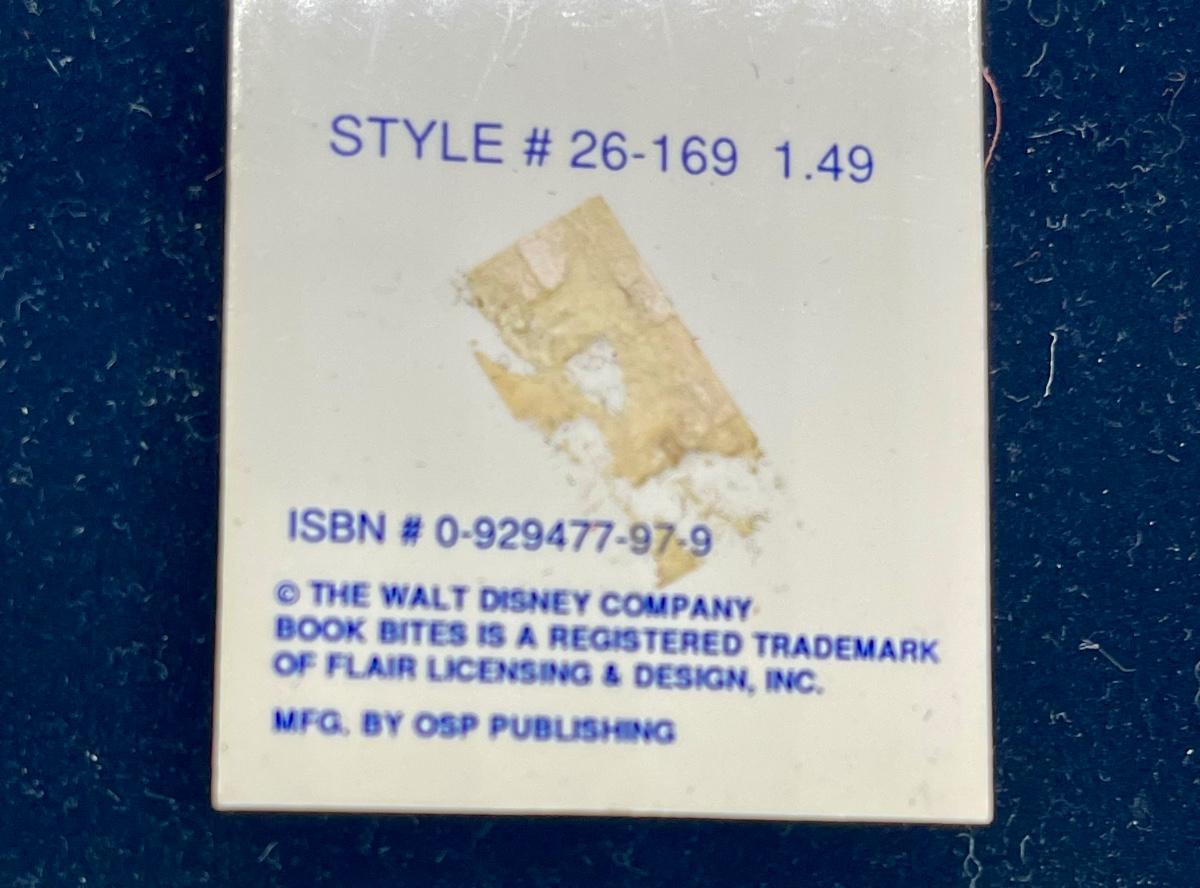 STYLE # 26-169 1.49
ISBN # 0-929477-97-9
© THE WALT DISNEY COMPANY
BOOK BITES IS A REGISTERED TRADEMARK
OF FLAIR LICENSING & DESIGN, INC.
MFG. BY OSP PUBLISHING